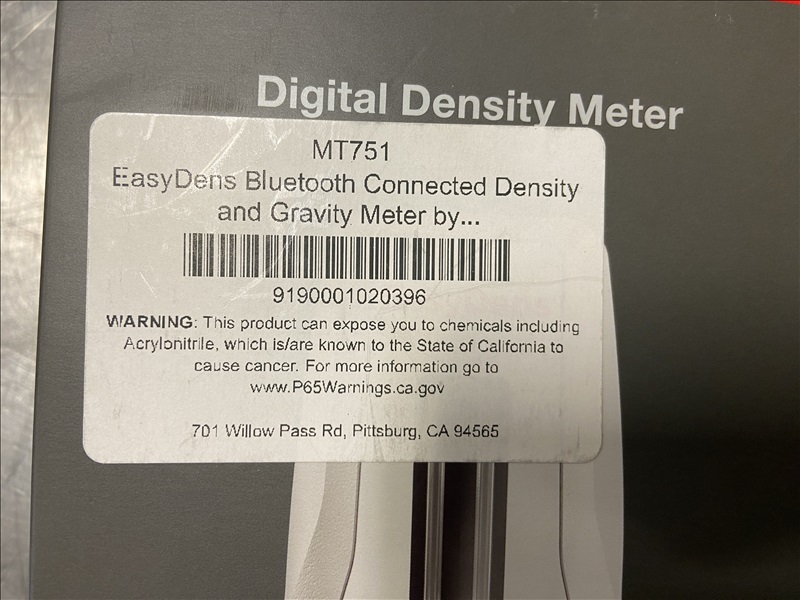 Digital Density Meter
MT751
EasyDens Bluetooth Connected Density
and Gravity Meter by...
9190001020396
WARNING: This product can expose you to chemicals including
Acrylonitrile, which is/are known to the State of California to
cause cancer. For more information go to
www.P65Warnings.ca.gov
701 Willow Pass Rd, Pittsburg, CA 94565